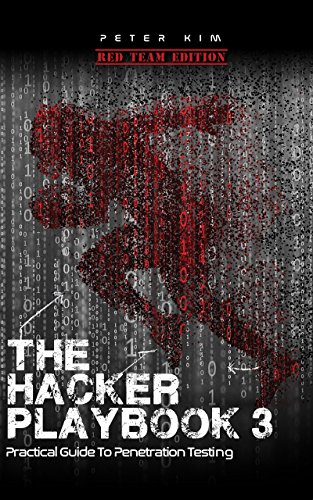 PETER KIM
RED TEAM EDITION
THE
HACKER
PLAYBOOK 3
Practical Guide To Penetration Testing